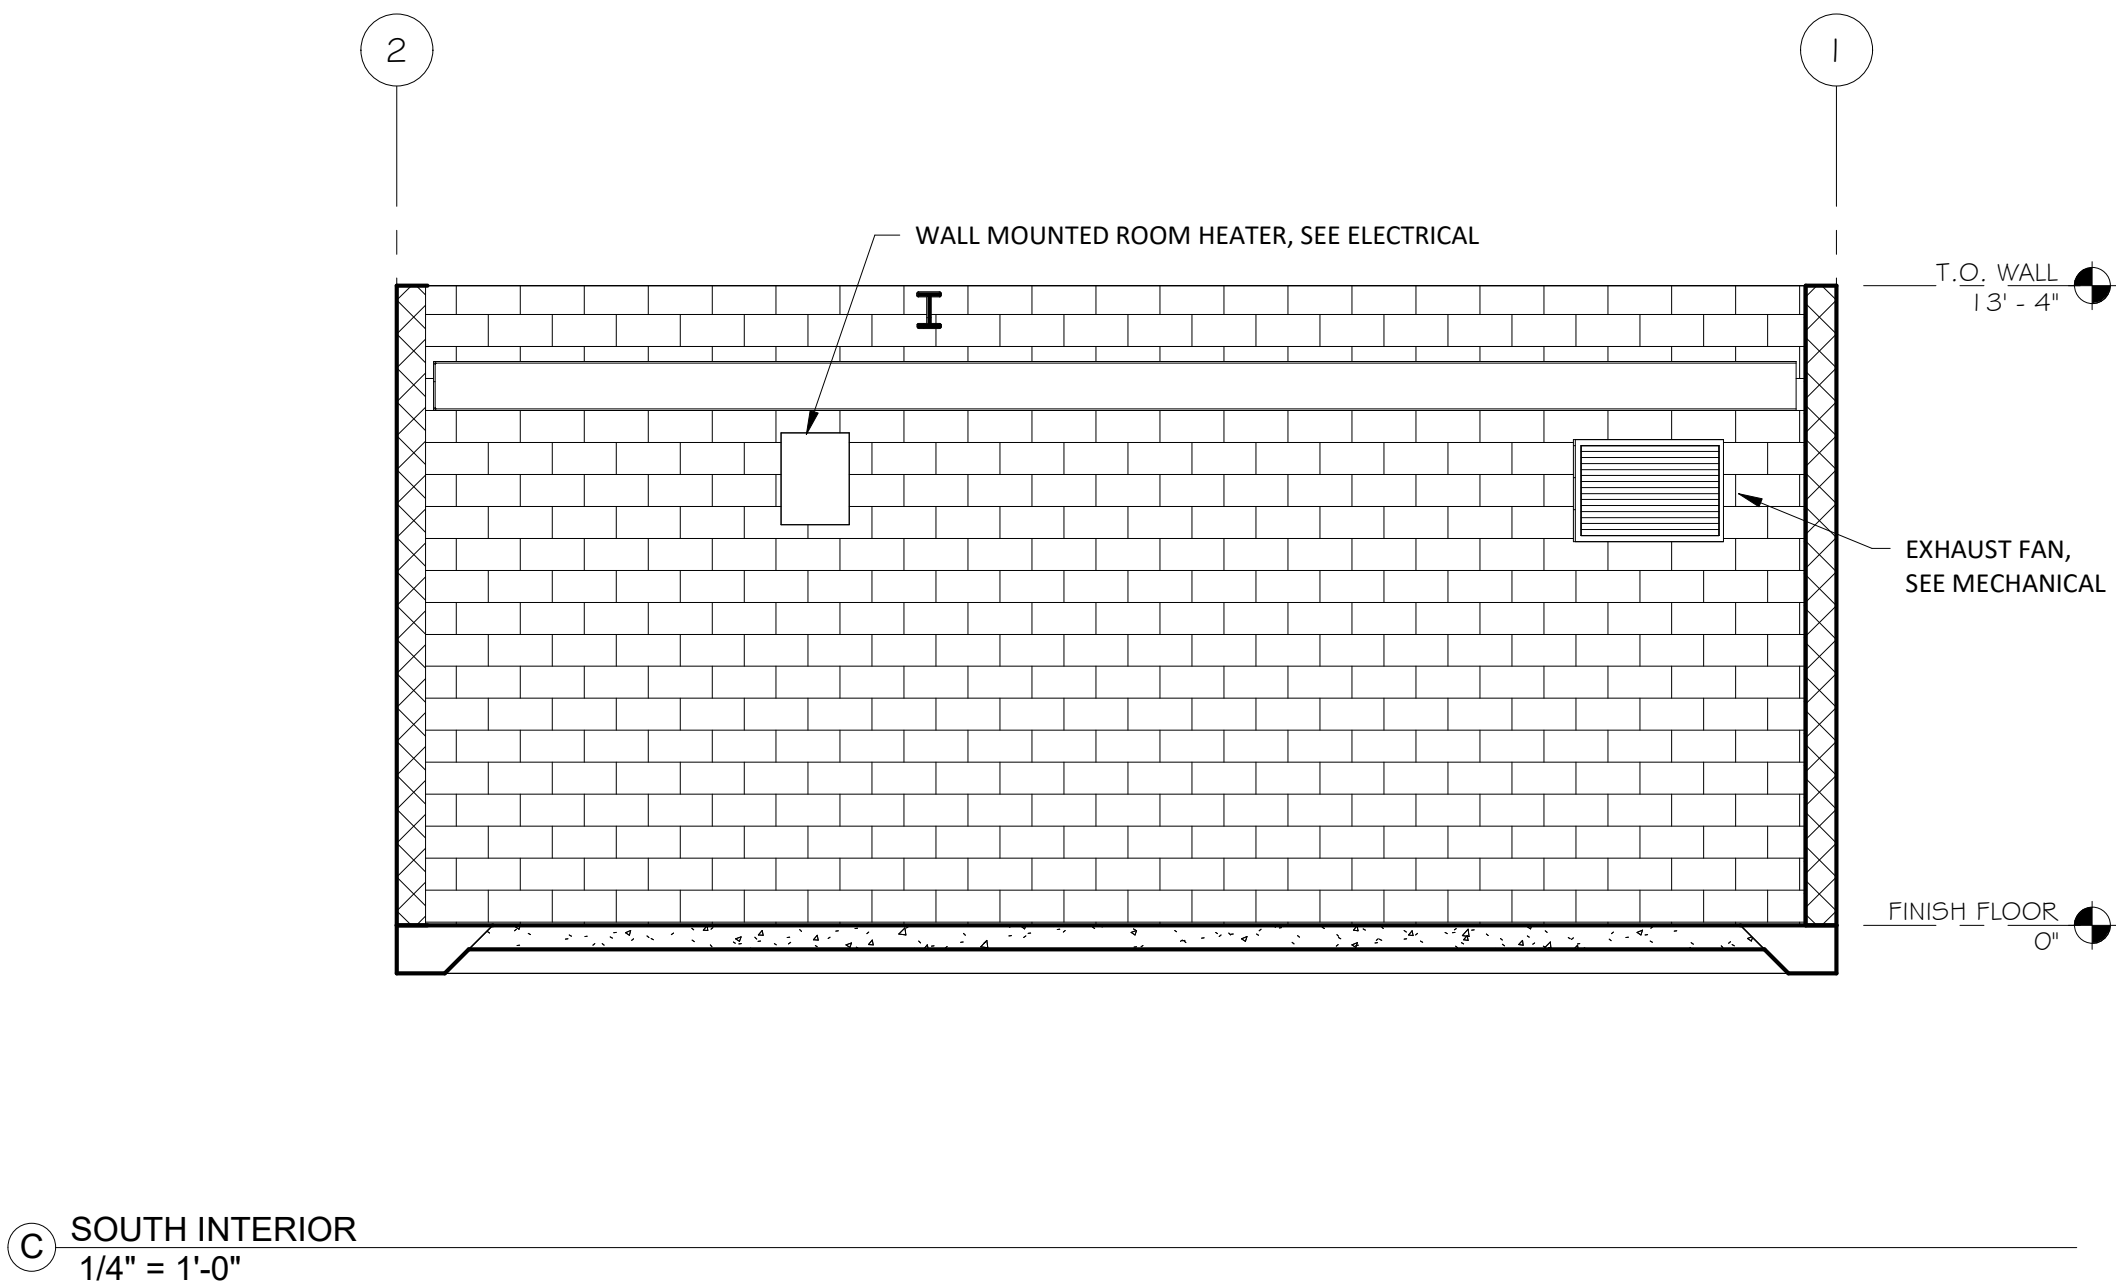 2
1
WALL MOUNTED ROOM HEATER, SEE ELECTRICAL
T.O. WALL
13' - 4"
EXHAUST FAN,
SEE MECHANICAL
FINISH FLOOR
0"
C
SOUTH INTERIOR
1/4" = 1'-0"